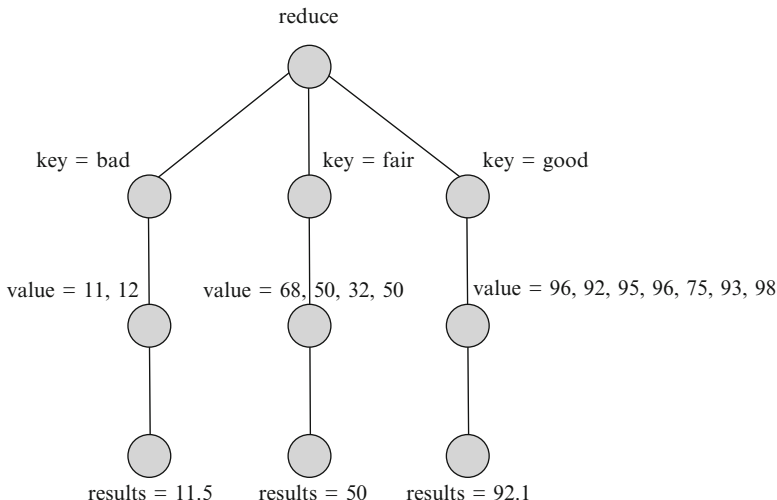 reduce
key = bad
key = fair
key = good
value = 11, 12
value = 68, 50, 32, 50
value = 96, 92, 95, 96, 75, 93, 98
results = 11.5
results = 50
results = 92.1